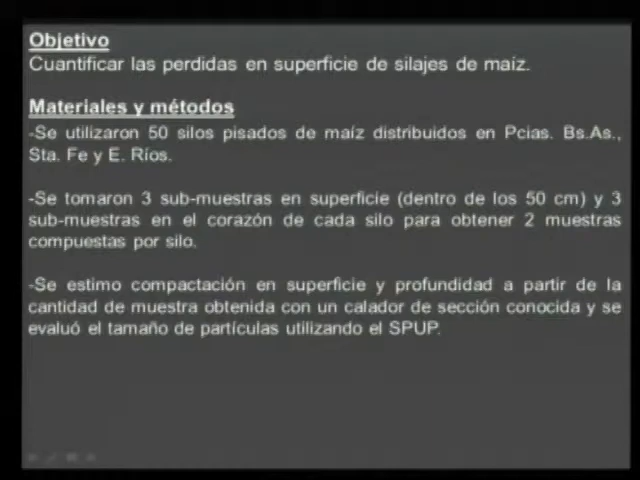 Objetivo
Cuantificar las perdidas en superficie de silajes de maíz.
Materiales y métodos
-Se utilizaron 50 silos pisados de maíz distribuidos en Pcias. Bs.As.,
Sta. Fe y E. Ríos.
-Se tomaron 3 sub-muestras en superficie (dentro de los 50 cm) y 3
sub-muestras en el corazón de cada silo para obtener 2 muestras
compuestas por silo.
-Se estimo compactación en superficie y profundidad a partir de la
cantidad de muestra obtenida con un calador de sección conocida y se
evaluó el tamaño de partículas utilizando el SPUP.